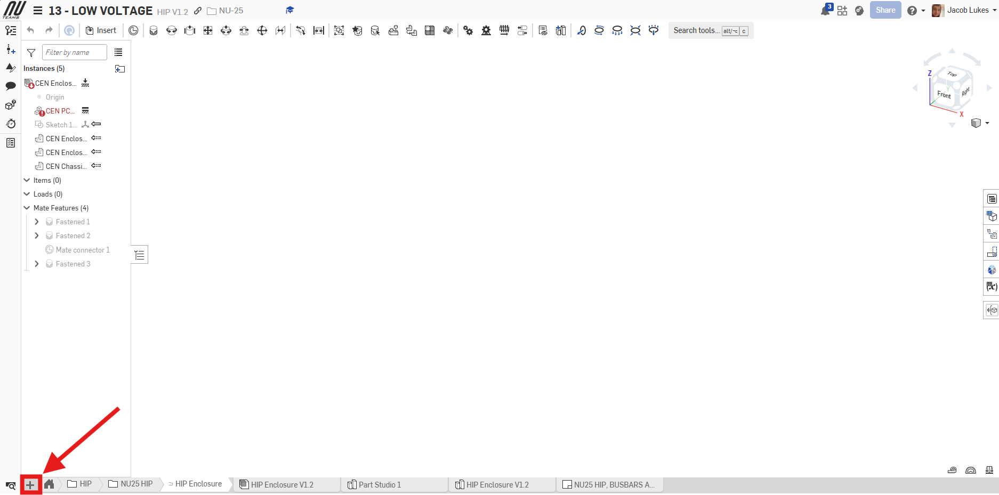 NU
TEAMS
13 - LOW VOLTAGE HIP V1.2 NU-25
3
Share
Jacob Lukes
Insert
Search tools... alt/⌥ c
Filter by name
Instances (5)
CEN Enclos...
Origin
CEN PC...
Sketch 1...
CEN Enclos...
CEN Enclos...
CEN Chassi...
Items (0)
Loads (0)
Mate Features (4)
Fastened 1
Fastened 2
Mate connector 1
Fastened 3
Z
Top
Y
Front
Right
X
HIP
NU25 HIP
HIP Enclosure
HIP Enclosure V1.2
Part Studio 1
HIP Enclosure V1.2
NU25 HIP, BUSBARS A...